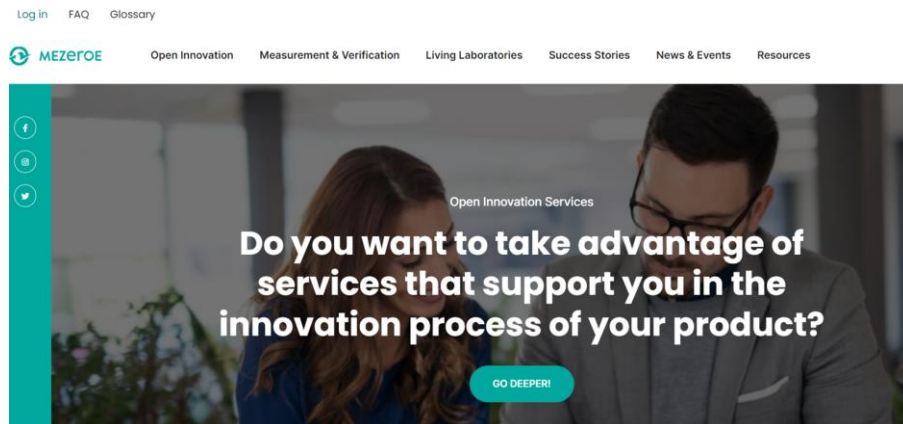 Log in FAQ Glossary
MEZeroE Open Innovation Measurement & Verification Living Laboratories Success Stories News & Events Resources
Open Innovation Services
Do you want to take advantage of
services that support you in the
innovation process of your product?
GO DEEPER!